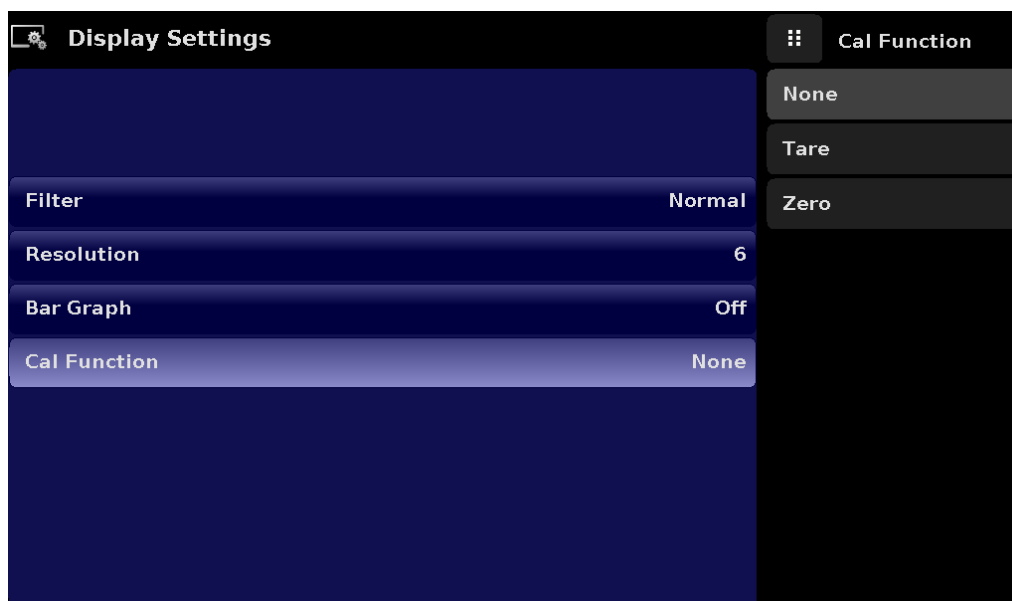 Display Settings
Filter Normal
Resolution 6
Bar Graph Off
Cal Function None
Cal Function
None
Tare
Zero